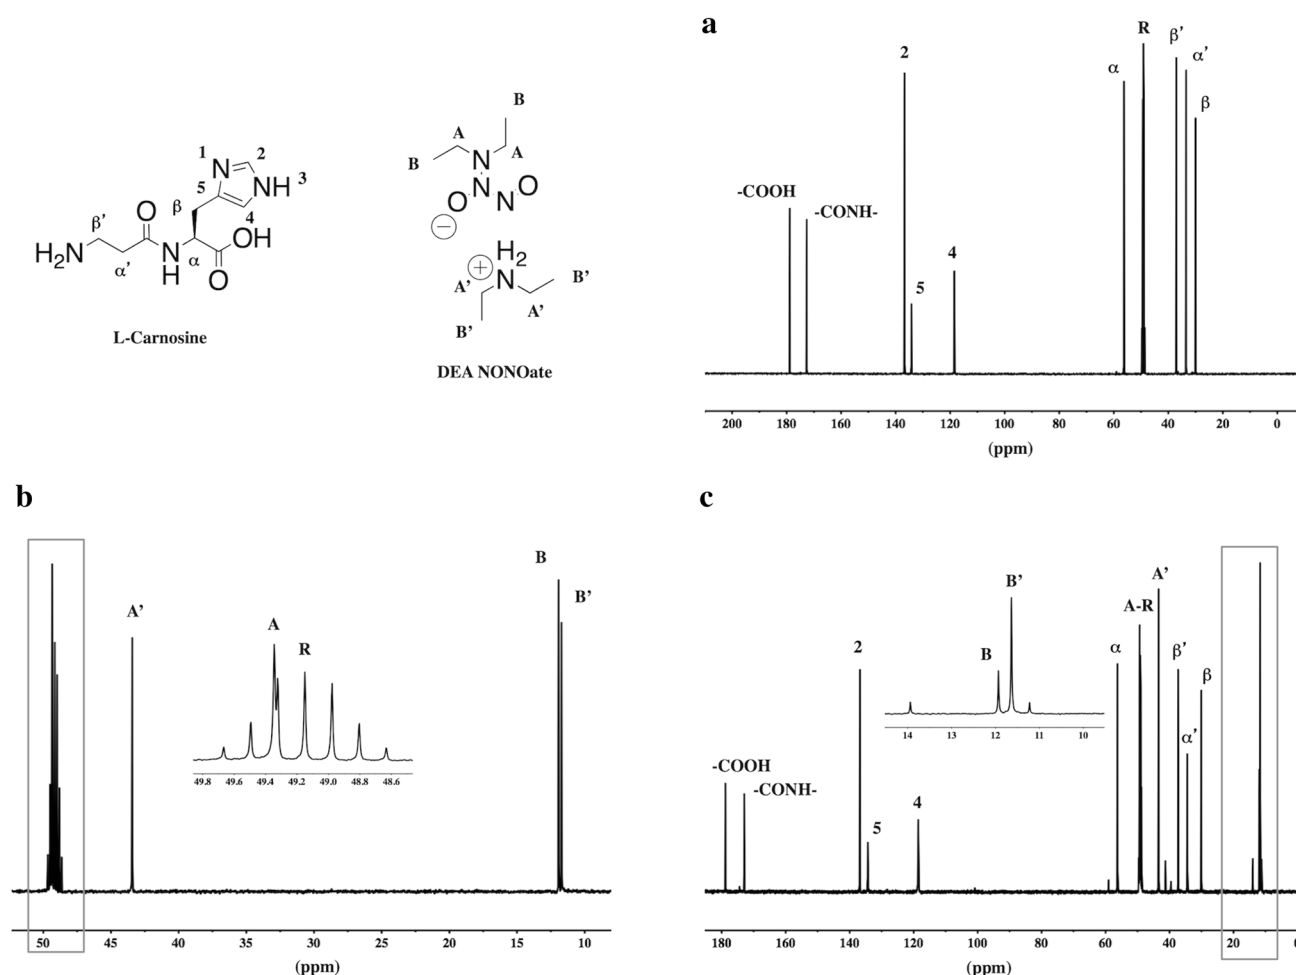 a
B
A
B
A
N
N
O
N
O
−
H2
+
N
A'
B'
A'
B'
DEA NONOate
1
2
N
NH
3
5
4
β
O
β'
H2N
α'
N
H
α
OH
O
L-Carnosine
-COOH
-CONH-
2
5
4
α
R
β'
α'
β
200 180 160 140 120 100 80 60 40 20 0
(ppm)
b
A'
A
R
B
B'
49.8 49.6 49.4 49.2 49.0 48.8 48.6
50 45 40 35 30 25 20 15 10
(ppm)
c
-COOH
-CONH-
2
5
4
B
B'
14 13 12 11 10
α
A-R
A'
β'
α'
β
180 160 140 120 100 80 60 40 20 0
(ppm)